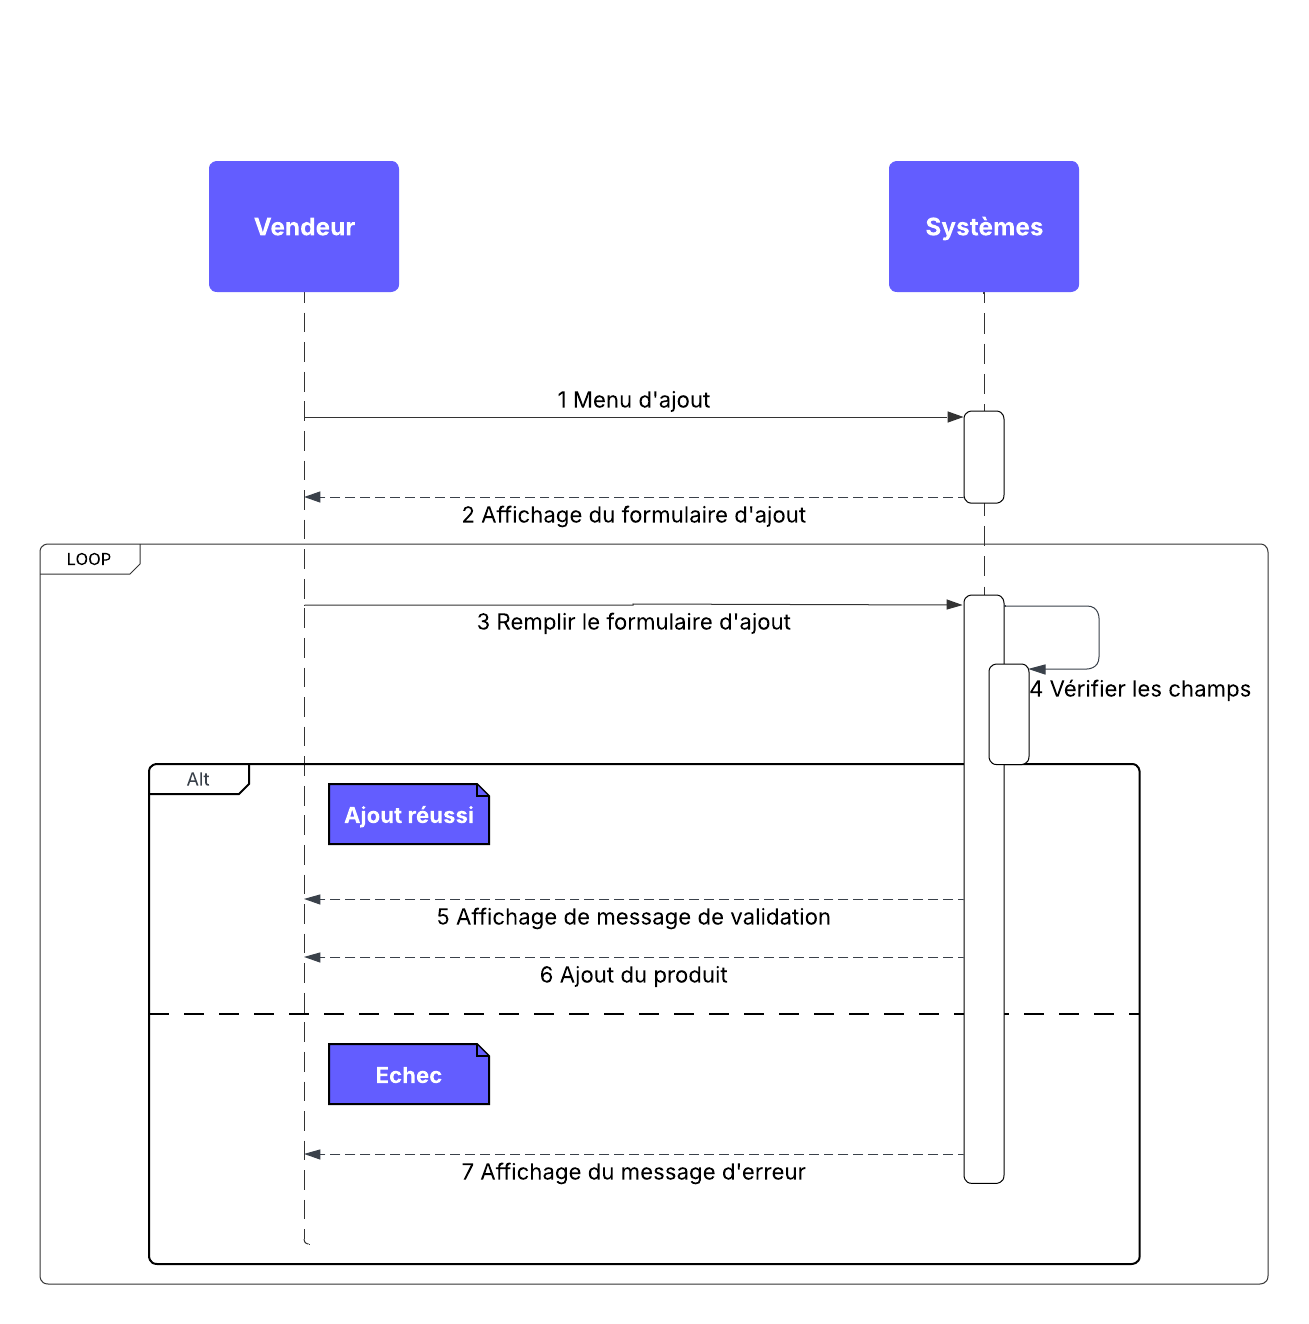 Vendeur
Systèmes
1 Menu d'ajout
2 Affichage du formulaire d'ajout
LOOP
3 Remplir le formulaire d'ajout
4 Vérifier les champs
Alt
Ajout réussi
5 Affichage de message de validation
6 Ajout du produit
Echec
7 Affichage du message d'erreur